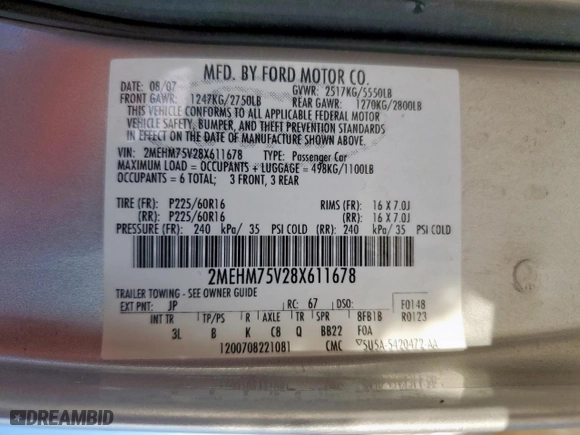 MFD. BY FORD MOTOR CO.
DATE: 08/07 GVWR: 2517KG/5550LB
FRONT GAWR: 1247KG/2750LB REAR GAWR: 1270KG/2800LB
THIS VEHICLE CONFORMS TO ALL APPLICABLE FEDERAL MOTOR
VEHICLE SAFETY, BUMPER, AND THEFT PREVENTION STANDARDS
IN EFFECT ON THE DATE OF MANUFACTURE SHOWN ABOVE.
VIN: 2MEHM75V28X611678 TYPE: Passenger Car
MAXIMUM LOAD = OCCUPANTS + LUGGAGE = 498KG/1100LB
OCCUPANTS = 6 TOTAL; 3 FRONT, 3 REAR
TIRE (FR): P225/60R16 RIMS (FR): 16 X 7.0J
(RR): P225/60R16 (RR): 16 X 7.0J
PRESSURE (FR): 240 kPa/ 35 PSI COLD (RR): 240 kPa/ 35 PSI COLD
2MEHM75V28X611678
TRAILER TOWING - SEE OWNER GUIDE
EXT PNT: JP RC: 67 DSO: F0148
INT TR TP/PS R AXLE TR SPR 8FB1B R0123
3L B K C8 Q BB22 FOA
1200708221081 CMC 5USA-5420472-AA
DREAMBID